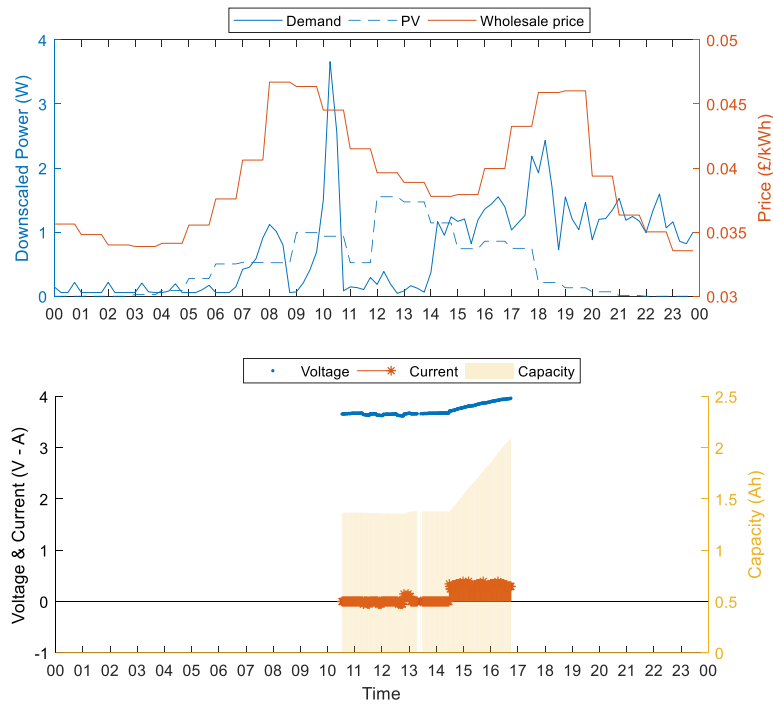 Demand PV Wholesale price
4 0.05
3 0.045
2 0.04
1 0.035
0 0.03
Downscaled Power (W)
Price (£/kWh)
00 01 02 03 04 05 06 07 08 09 10 11 12 13 14 15 16 17 18 19 20 21 22 23 00
Voltage Current Capacity
4 2.5
3 2
2 1.5
1 1
0 0.5
-1 0
Voltage & Current (V - A)
Capacity (Ah)
00 01 02 03 04 05 06 07 08 09 10 11 12 13 14 15 16 17 18 19 20 21 22 23 00
Time